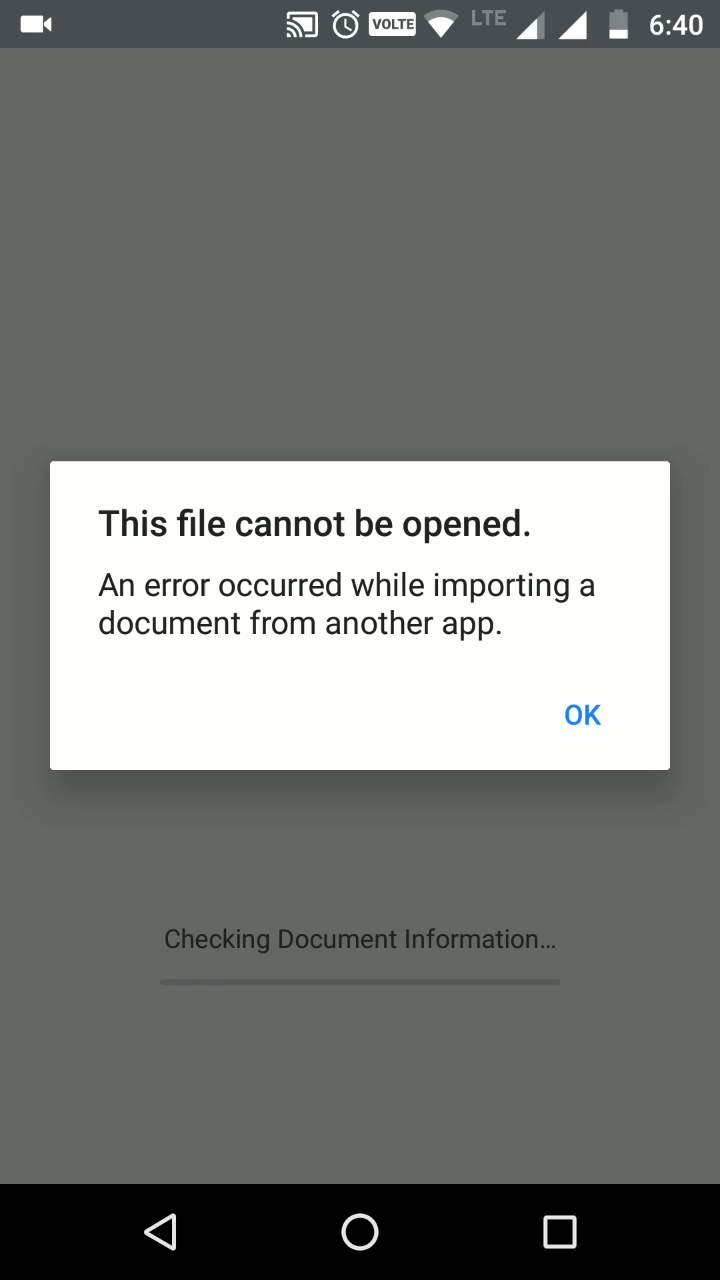 VOLTE LTE 6:40
This file cannot be opened.
An error occurred while importing a
document from another app.
OK
Checking Document Information...